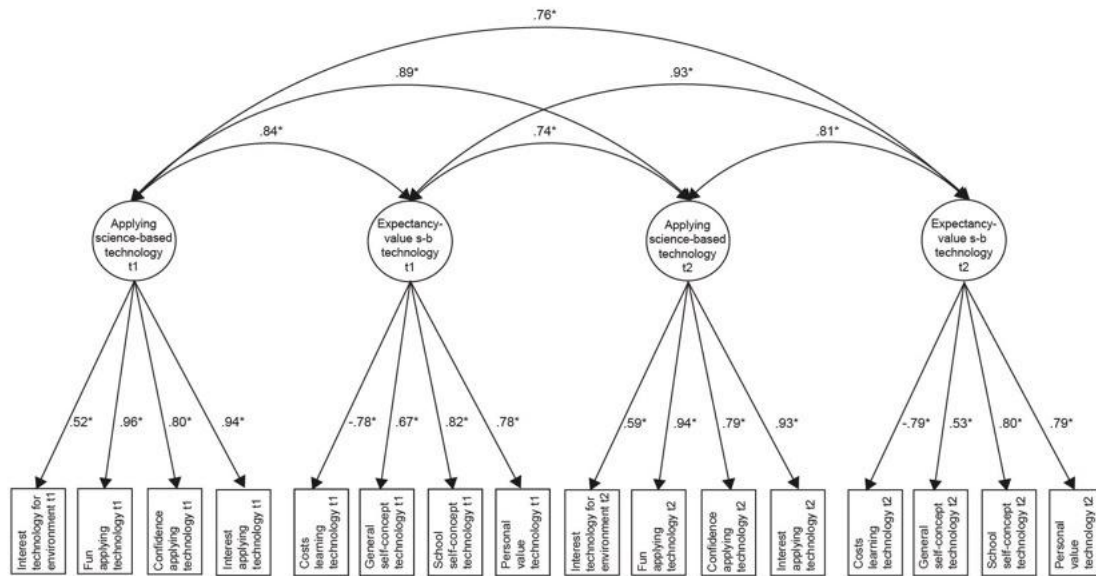 .76*
.89*
.93*
.84*
.74*
.81*
Applying
science-based
technology
t1
Expectancy-
value s-b
technology
t1
Applying
science-based
technology
t2
Expectancy-
value s-b
technology
t2
.52*
.96*
.80*
.94*
-.78*
.67*
.82*
.78*
.59*
.94*
.79*
.93*
-.79*
.53*
.80*
.79*
Interest
technology for
environment t1
Fun
applying
technology t1
Confidence
applying
technology t1
Interest
applying
technology t1
Costs
learning
technology t1
General
self-concept
technology t1
School
self-concept
technology t1
Personal
value
technology t1
Interest
technology for
environment t2
Fun
applying
technology t2
Confidence
applying
technology t2
Interest
applying
technology t2
Costs
learning
technology t2
General
self-concept
technology t2
School
self-concept
technology t2
Personal
value
technology t2